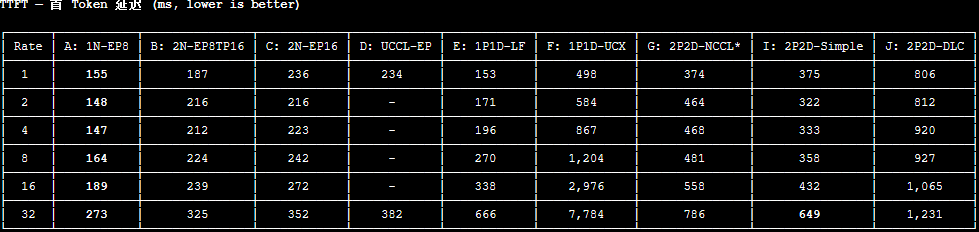 TTFT — 首 Token 延迟 (ms, lower is better)
Rate A: 1N-EP8 B: 2N-EP8TP16 C: 2N-EP16 D: UCCL-EP E: 1P1D-LF F: 1P1D-UCX G: 2P2D-NCCL* I: 2P2D-Simple J: 2P2D-DLC
1 155 187 236 234 153 498 374 375 806
2 148 216 216 - 171 584 464 322 812
4 147 212 223 - 196 867 468 333 920
8 164 224 242 - 270 1,204 481 358 927
16 189 239 272 - 338 2,976 558 432 1,065
32 273 325 352 382 666 7,784 786 649 1,231